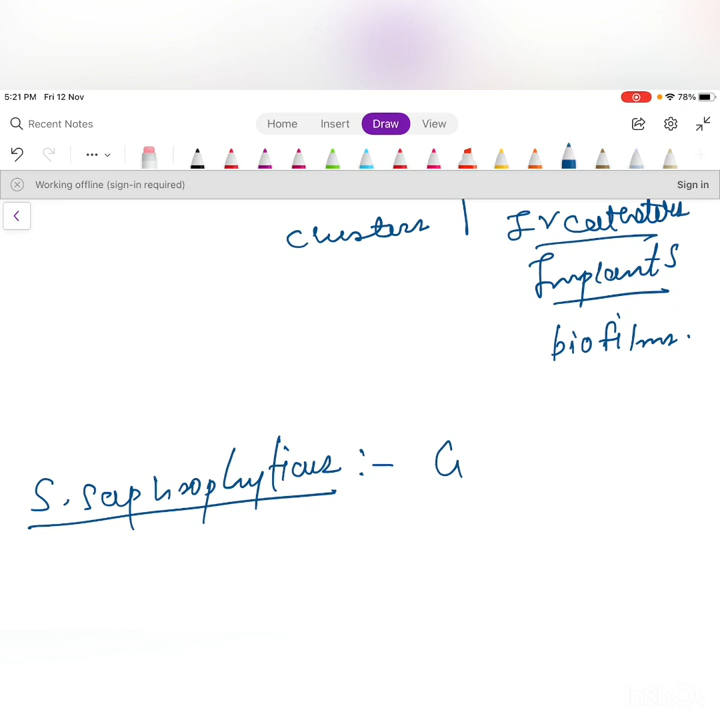 5:21 PM Fri 12 Nov
78%
Recent Notes
Home Insert Draw View
Working offline (sign-in required)
Sign in
clusters | IV catheters
Implants
biofilms.
S. saphrophyticus :- G